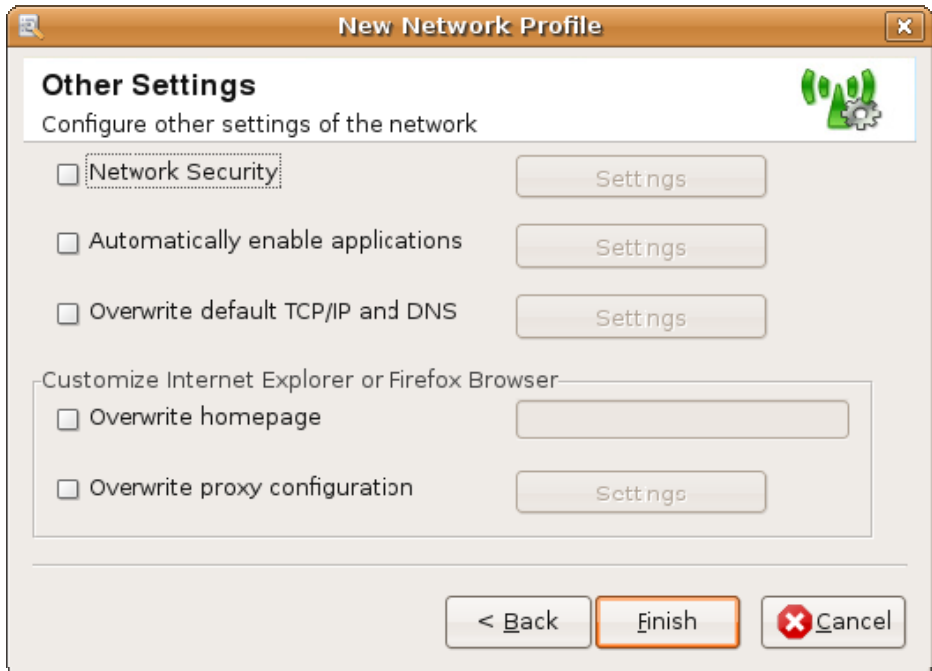 New Network Profile
Other Settings
Configure other settings of the network
Network Security
Settings
Automatically enable applications
Settings
Overwrite default TCP/IP and DNS
Settings
Customize Internet Explorer or Firefox Browser
Overwrite homepage
Overwrite proxy configuration
Settings
< Back
Finish
Cancel